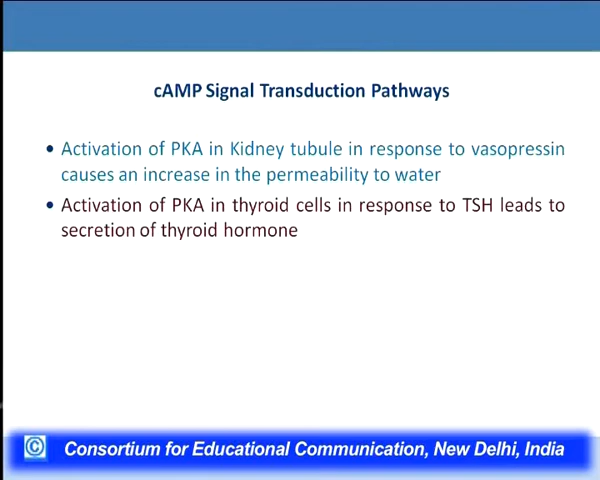 cAMP Signal Transduction Pathways
• Activation of PKA in Kidney tubule in response to vasopressin
causes an increase in the permeability to water
• Activation of PKA in thyroid cells in response to TSH leads to
secretion of thyroid hormone
© Consortium for Educational Communication, New Delhi, India